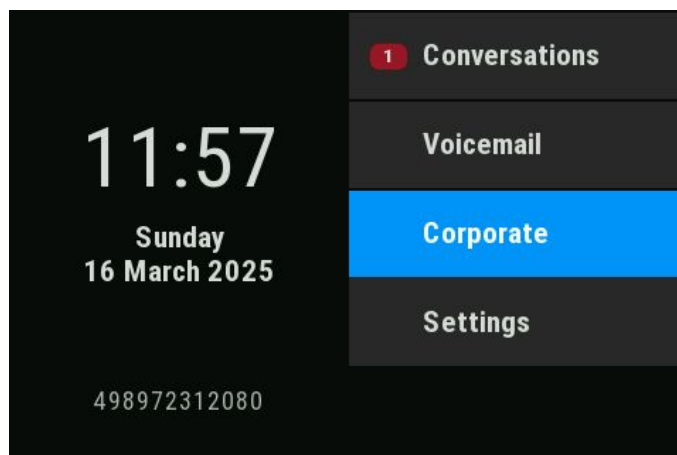 11:57
Sunday
16 March 2025
498972312080
1 Conversations
Voicemail
Corporate
Settings